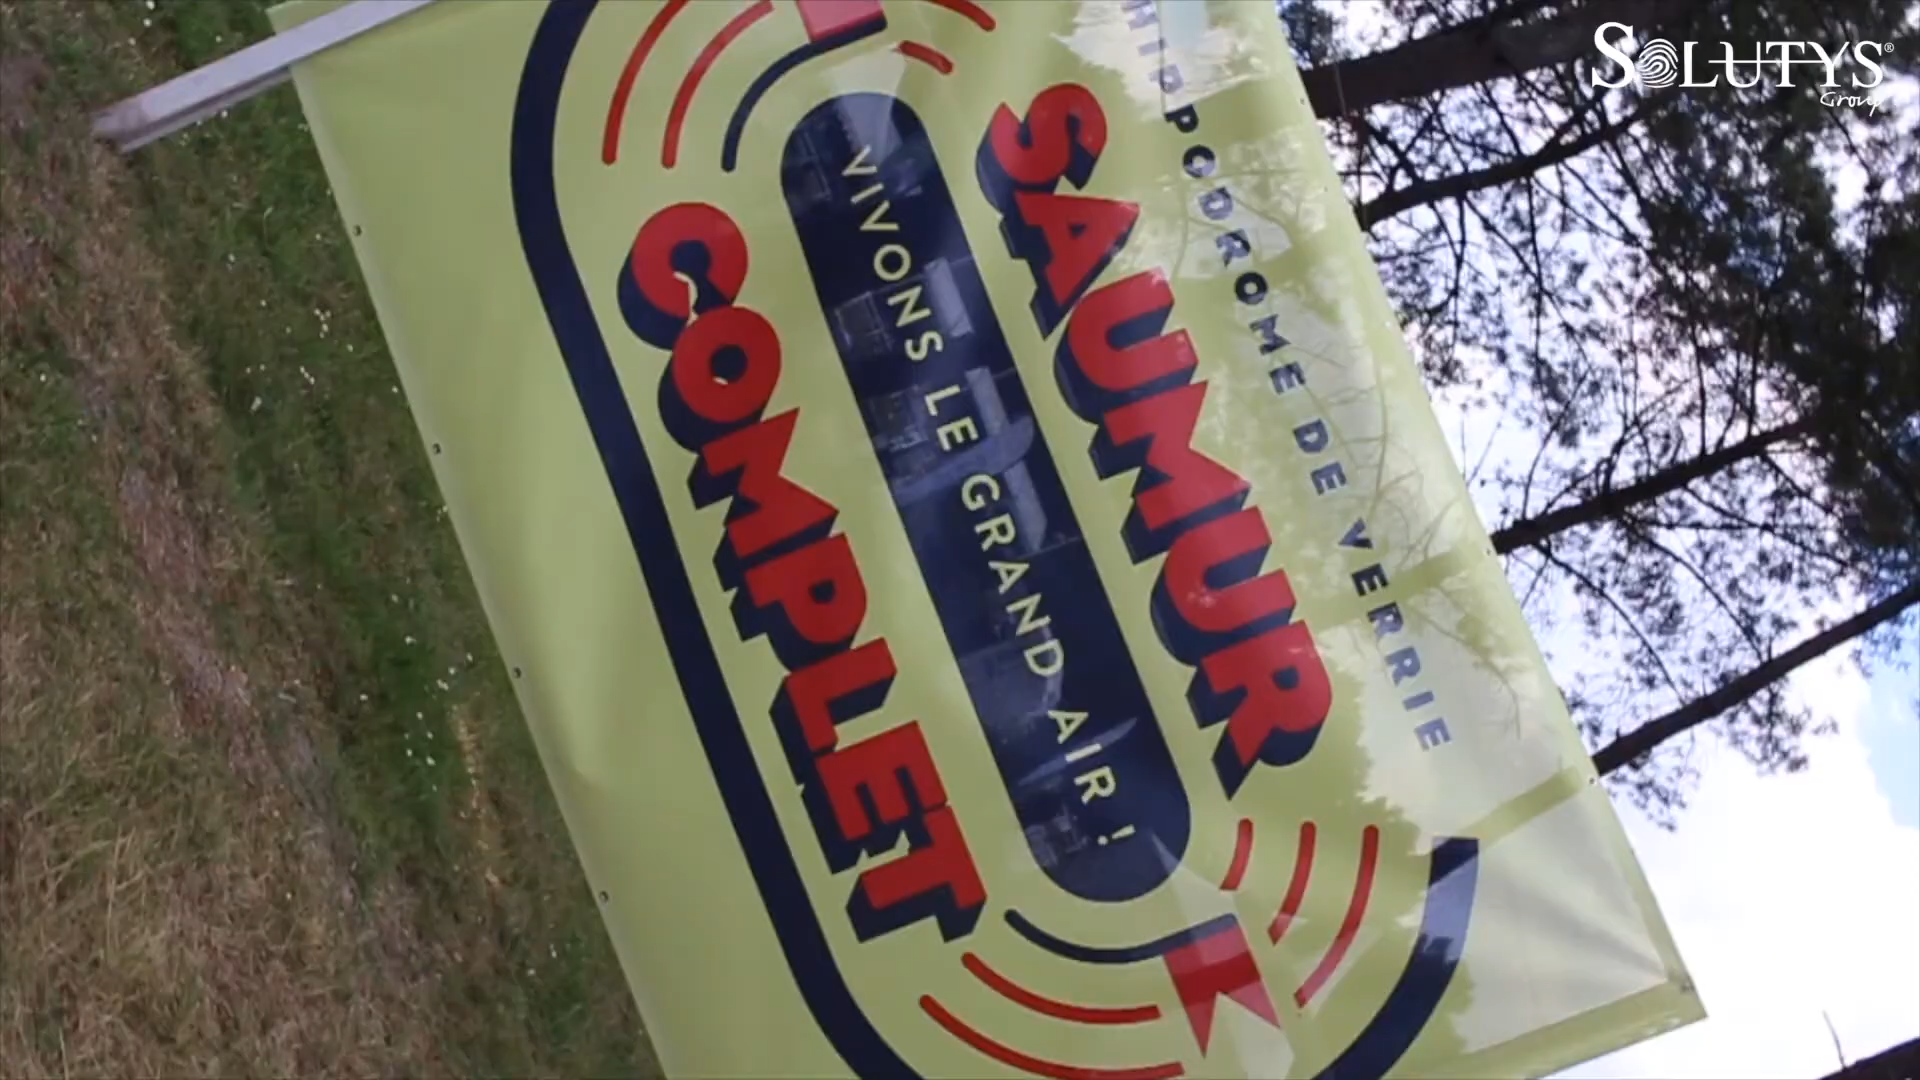 HIPPODROME DE VERRIE
SAUMUR
VIVONS LE GRAND AIR !
COMPLET
SOLUTYS®
Group